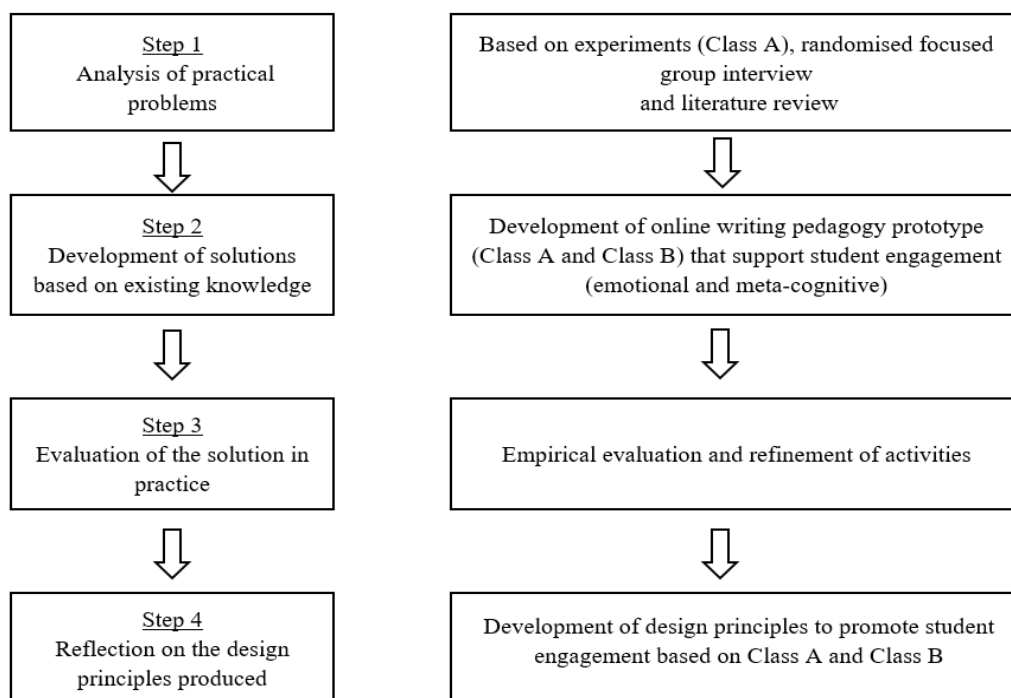 Step 1
Analysis of practical
problems
Based on experiments (Class A), randomised focused
group interview
and literature review
Step 2
Development of solutions
based on existing knowledge
Development of online writing pedagogy prototype
(Class A and Class B) that support student engagement
(emotional and meta-cognitive)
Step 3
Evaluation of the solution in
practice
Empirical evaluation and refinement of activities
Step 4
Reflection on the design
principles produced
Development of design principles to promote student
engagement based on Class A and Class B